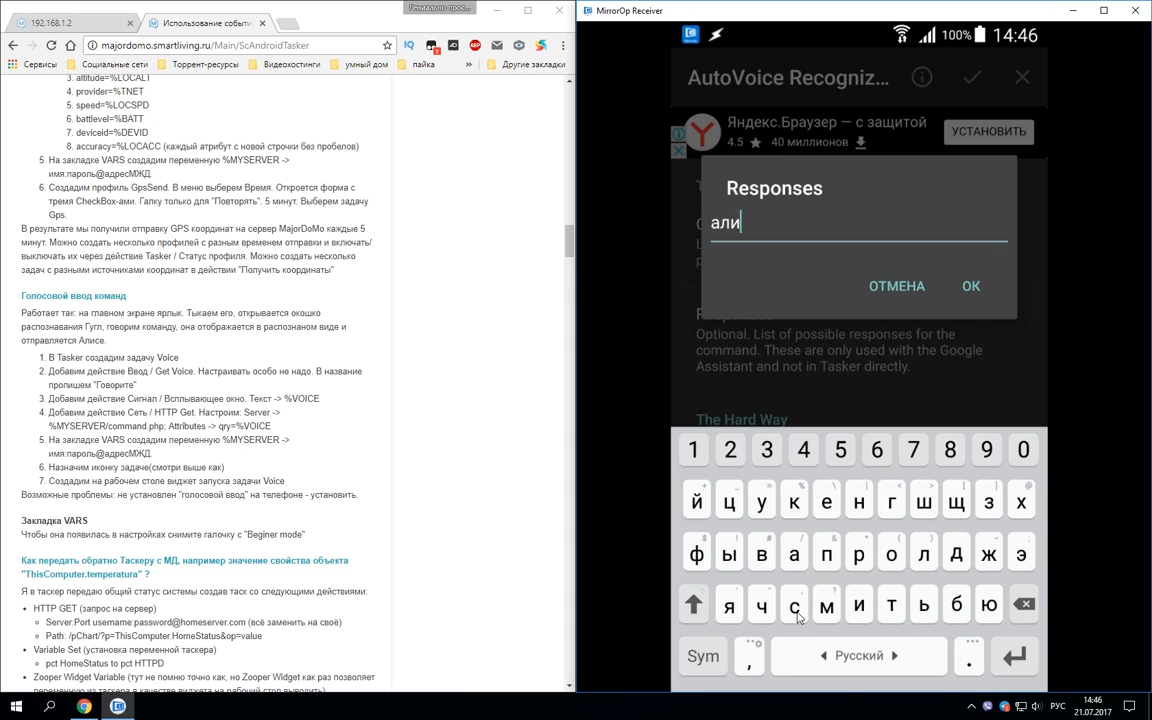 Гениально прос...
192.168.1.2
Использование событи
majordomo.smartliving.ru/Main/ScAndroidTasker
Сервисы
Социальные сети
Торрент-ресурсы
Видеохостинги
умный дом
пайка
»
Другие закладки
3. altitude=%LOCALT
4. provider=%TNET
5. speed=%LOCSPD
6. battlevel=%BATT
7. deviceid=%DEVID
8. accuracy=%LOCACC (каждый атрибут с новой строчки без пробелов)
5. На закладке VARS создадим переменную %MYSERVER ->
имя:пароль@адресМЖД.
6. Создадим профиль GpsSend. В меню выберем Время. Откроется форма с
тремя CheckBox-ами. Галку только для "Повторять". 5 минут. Выберем задачу
Gps.
В результате мы получили отправку GPS координат на сервер MajorDoMo каждые 5
минут. Можно создать несколько профилей с разным временем отправки и включать/
выключать их через действие Tasker / Статус профиля. Можно создать несколько
задач с разными источниками координат в действии "Получить координаты"
Голосовой ввод команд
Работает так: на главном экране ярлык. Тыкаем его, открывается окошко
распознавания Гугл, говорим команду, она отображается в распознаном виде и
отправляется Алисе.
1. В Tasker создадим задачу Voice
2. Добавим действие Ввод / Get Voice. Настраивать особо не надо. В название
пропишем "Говорите"
3. Добавим действие Сигнал / Всплывающее окно. Текст -> %VOICE
4. Добавим действие Сеть / HTTP Get. Настроим: Server ->
%MYSERVER/command.php; Attributes -> qry=%VOICE
5. На закладке VARS создадим переменную %MYSERVER ->
имя:пароль@адресМЖД.
6. Назначим иконку задаче(смотри выше как)
7. Создадим на рабочем столе виджет запуска задачи Voice
Возможные проблемы: не установлен "голосовой ввод" на телефоне - установить.
Закладка VARS
Чтобы она появилась в настройках снимите галочку с "Beginer mode"
Как передать обратно Таскеру с МД, например значение свойства объекта
"ThisComputer.temperatura" ?
Я в таскер передаю общий статус системы создав таск со следующими действиями:
HTTP GET (запрос на сервер)
Server:Port username:password@homeserver.com (всё заменить на своё)
Path: /pChart/?p=ThisComputer.HomeStatus&op=value
Variable Set (установка переменной таскера)
pct HomeStatus to pct HTTPD
Zooper Widget Variable (тут не помню точно как, но Zooper Widget как раз позволяет
MirrorOp Receiver
100%
14:46
AutoVoice Recogniz...
Яндекс.Браузер — с защитой
4.5 ★ 40 миллионов
УСТАНОВИТЬ
Responses
али
ОТМЕНА
ОК
Optional. List of possible responses for the
command. These are only used with the Google
Assistant and not in Tasker directly.
The Hard Way
1 2 3 4 5 6 7 8 9 0
й ц у к е н г ш щ з х
ф ы в а п р о л д ж э
я ч с м и т ь б ю
Sym , Русский .
РУС
14:46
21.07.2017